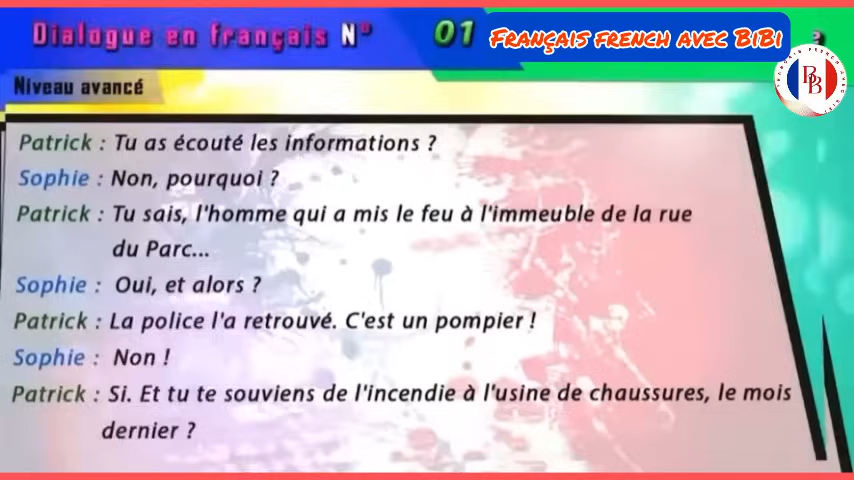 Dialogue en français N° 01
FRANÇAIS FRENCH AVEC BiBi
Niveau avancé
Patrick : Tu as écouté les informations ?
Sophie : Non, pourquoi ?
Patrick : Tu sais, l'homme qui a mis le feu à l'immeuble de la rue
du Parc...
Sophie : Oui, et alors ?
Patrick : La police l'a retrouvé. C'est un pompier !
Sophie : Non !
Patrick : Si. Et tu te souviens de l'incendie à l'usine de chaussures, le mois
dernier ?